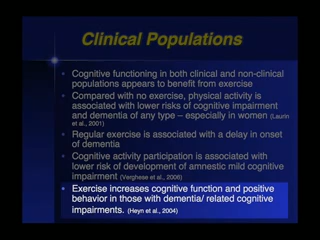 Clinical Populations
• Cognitive functioning in both clinical and non-clinical
populations appears to benefit from exercise
• Compared with no exercise, physical activity is
associated with lower risks of cognitive impairment
and dementia of any type – especially in women (Laurin
et al., 2001)
• Regular exercise is associated with a delay in onset
of dementia
• Cognitive activity participation is associated with
lower risk of development of amnestic mild cognitive
impairment (Verghese et al., 2006)
• Exercise increases cognitive function and positive
behavior in those with dementia/ related cognitive
impairments. (Heyn et al., 2004)